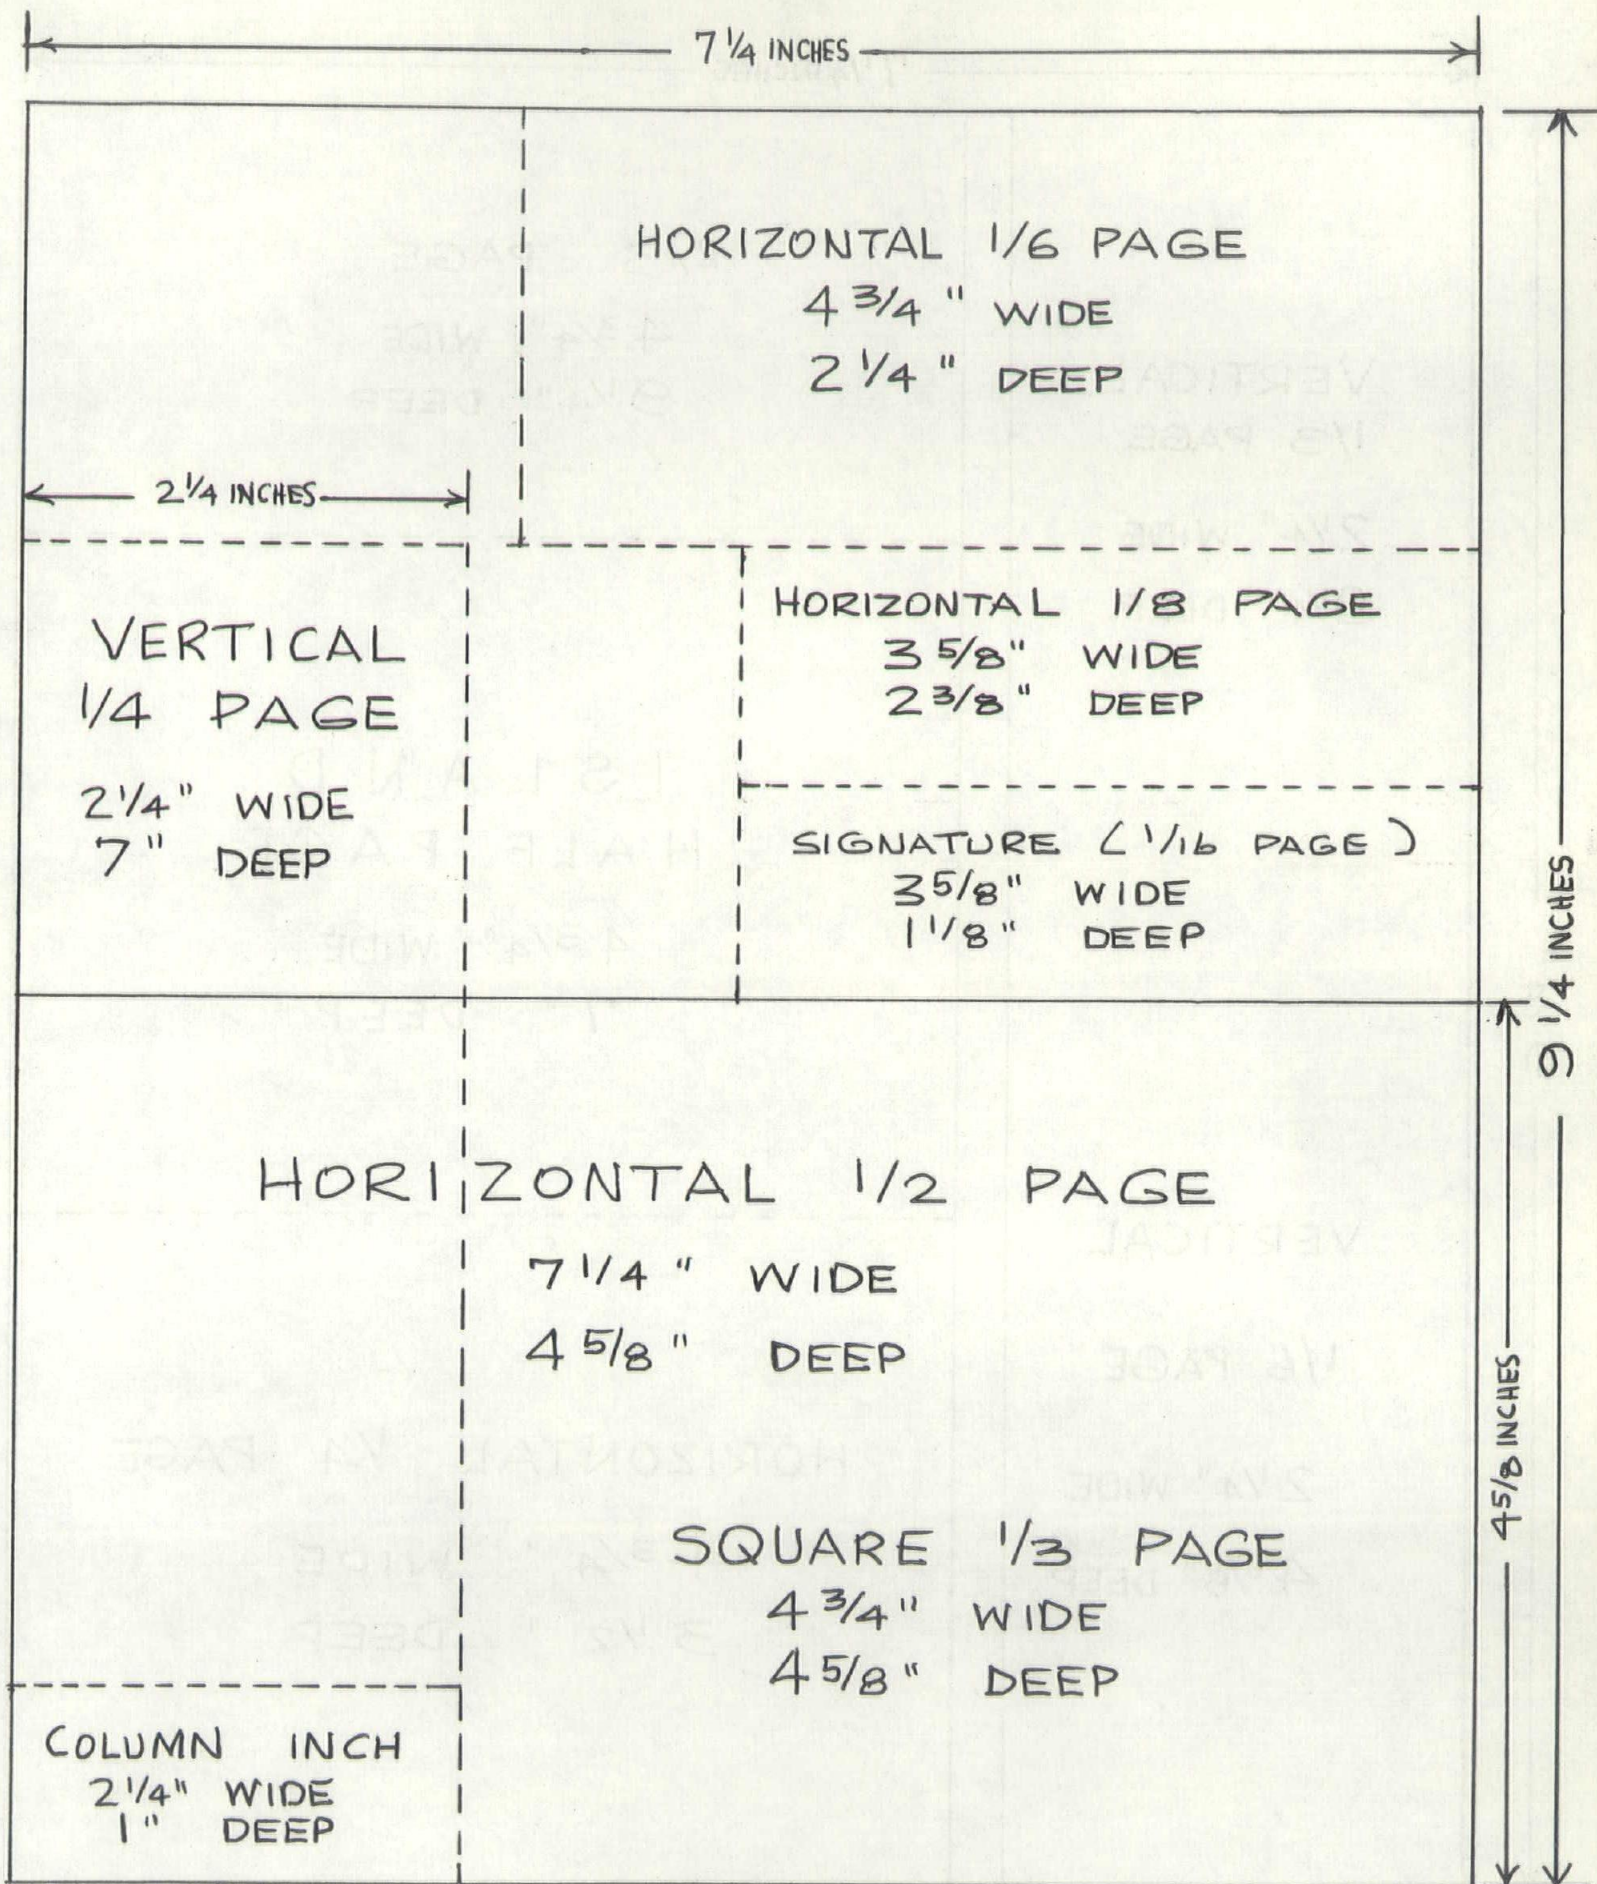 7 1/4 INCHES
HORIZONTAL 1/6 PAGE
4 3/4 " WIDE
2 1/4 " DEEP
2 1/4 INCHES
VERTICAL
1/4 PAGE
2 1/4" WIDE
7" DEEP
HORIZONTAL 1/8 PAGE
3 5/8" WIDE
2 3/8" DEEP
SIGNATURE (1/16 PAGE)
3 5/8" WIDE
1 1/8" DEEP
9 1/4 INCHES
HORIZONTAL 1/2 PAGE
7 1/4 " WIDE
4 5/8 " DEEP
4 5/8 INCHES
SQUARE 1/3 PAGE
4 3/4" WIDE
4 5/8" DEEP
COLUMN INCH
2 1/4" WIDE
1" DEEP